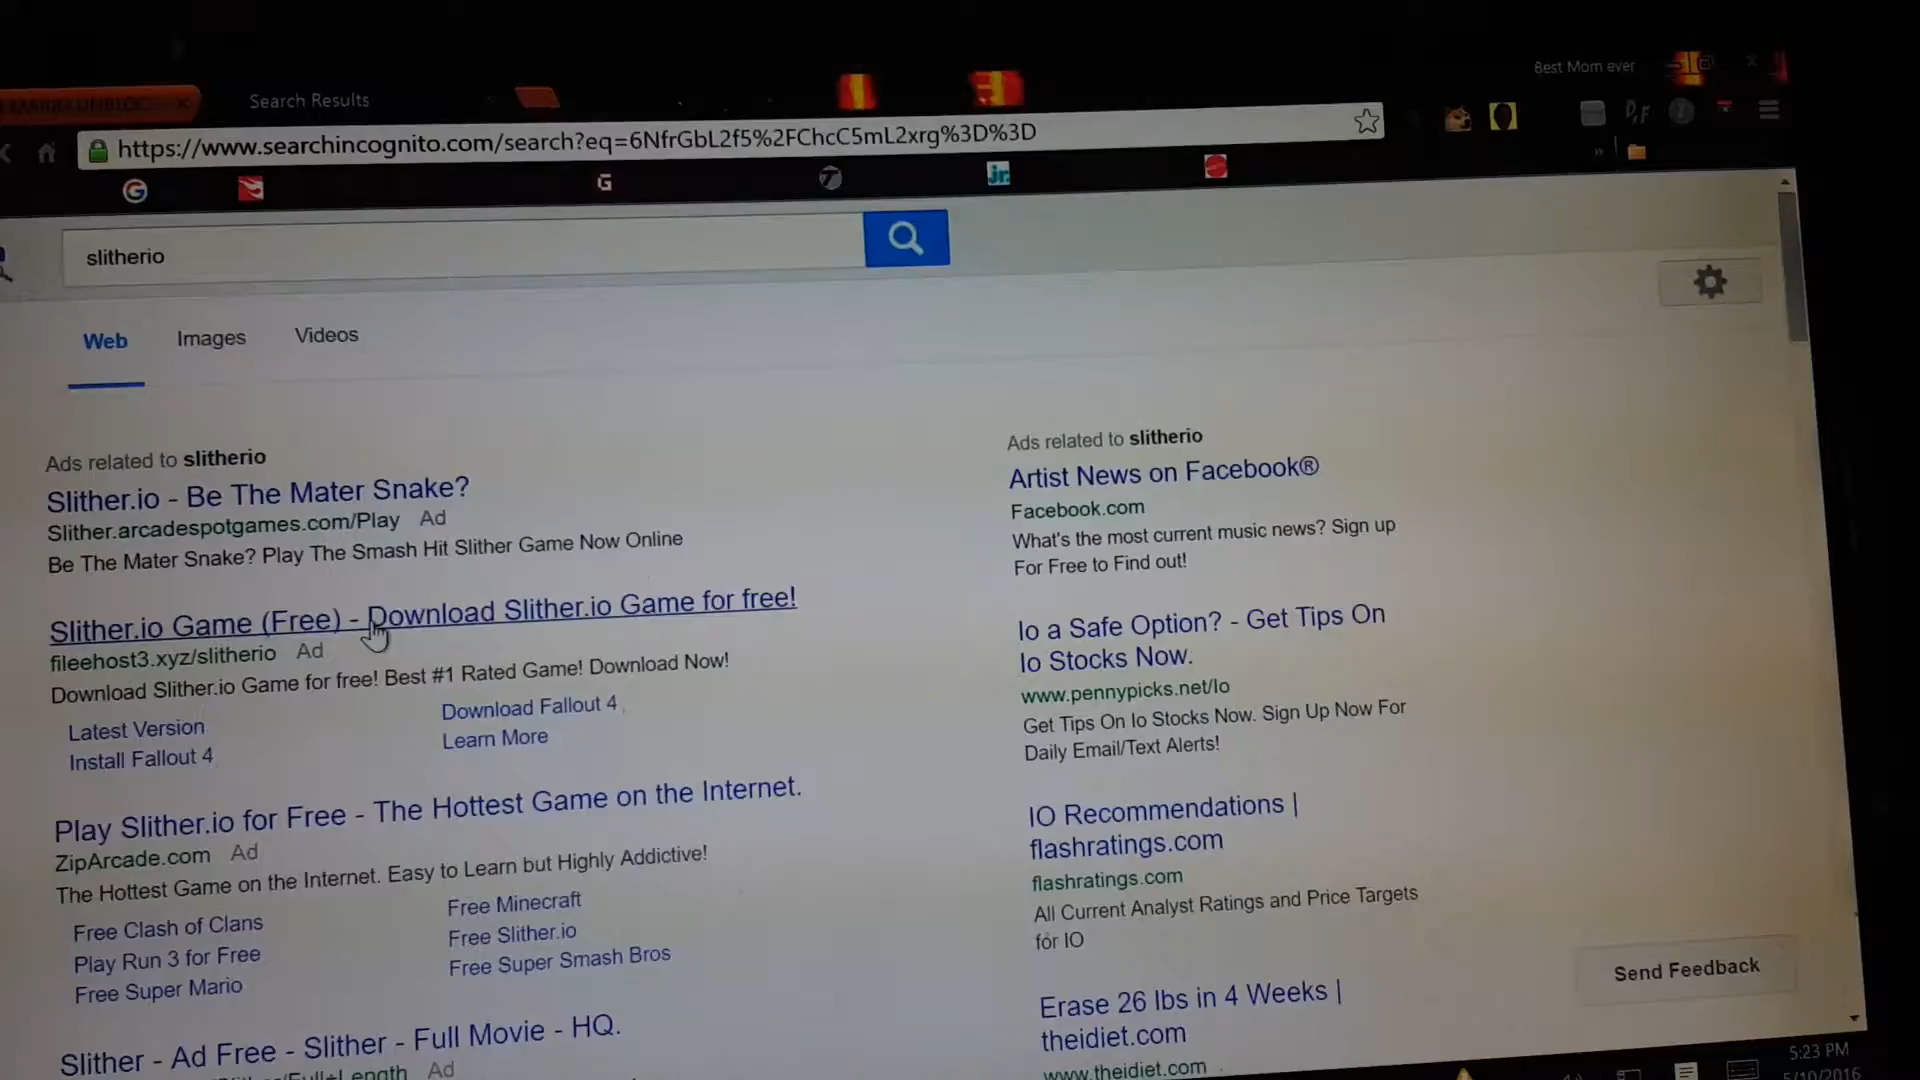 Best Mom ever
Search Results
https://www.searchincognito.com/search?eq=6NfrGbL2f5%2FChcC5mL2xrg%3D%3D
slitherio
Web Images Videos
Ads related to slitherio
Slither.io - Be The Mater Snake?
Slither.arcadespotgames.com/Play Ad
Be The Mater Snake? Play The Smash Hit Slither Game Now Online
Slither.io Game (Free) - Download Slither.io Game for free!
fileehost3.xyz/slitherio Ad
Download Slither.io Game for free! Best #1 Rated Game! Download Now!
Latest Version Download Fallout 4
Install Fallout 4 Learn More
Play Slither.io for Free - The Hottest Game on the Internet.
ZipArcade.com Ad
The Hottest Game on the Internet. Easy to Learn but Highly Addictive!
Free Clash of Clans Free Minecraft
Play Run 3 for Free Free Slither.io
Free Super Mario Free Super Smash Bros
Slither - Ad Free - Slither - Full Movie - HQ.
Ad
Ads related to slitherio
Artist News on Facebook®
Facebook.com
What's the most current music news? Sign up
For Free to Find out!
Io a Safe Option? - Get Tips On
Io Stocks Now.
www.pennypicks.net/Io
Get Tips On Io Stocks Now. Sign Up Now For
Daily Email/Text Alerts!
IO Recommendations |
flashratings.com
flashratings.com
All Current Analyst Ratings and Price Targets
for IO
Erase 26 lbs in 4 Weeks |
theidiet.com
www.theidiet.com
Send Feedback
5:23 PM
5/10/2016